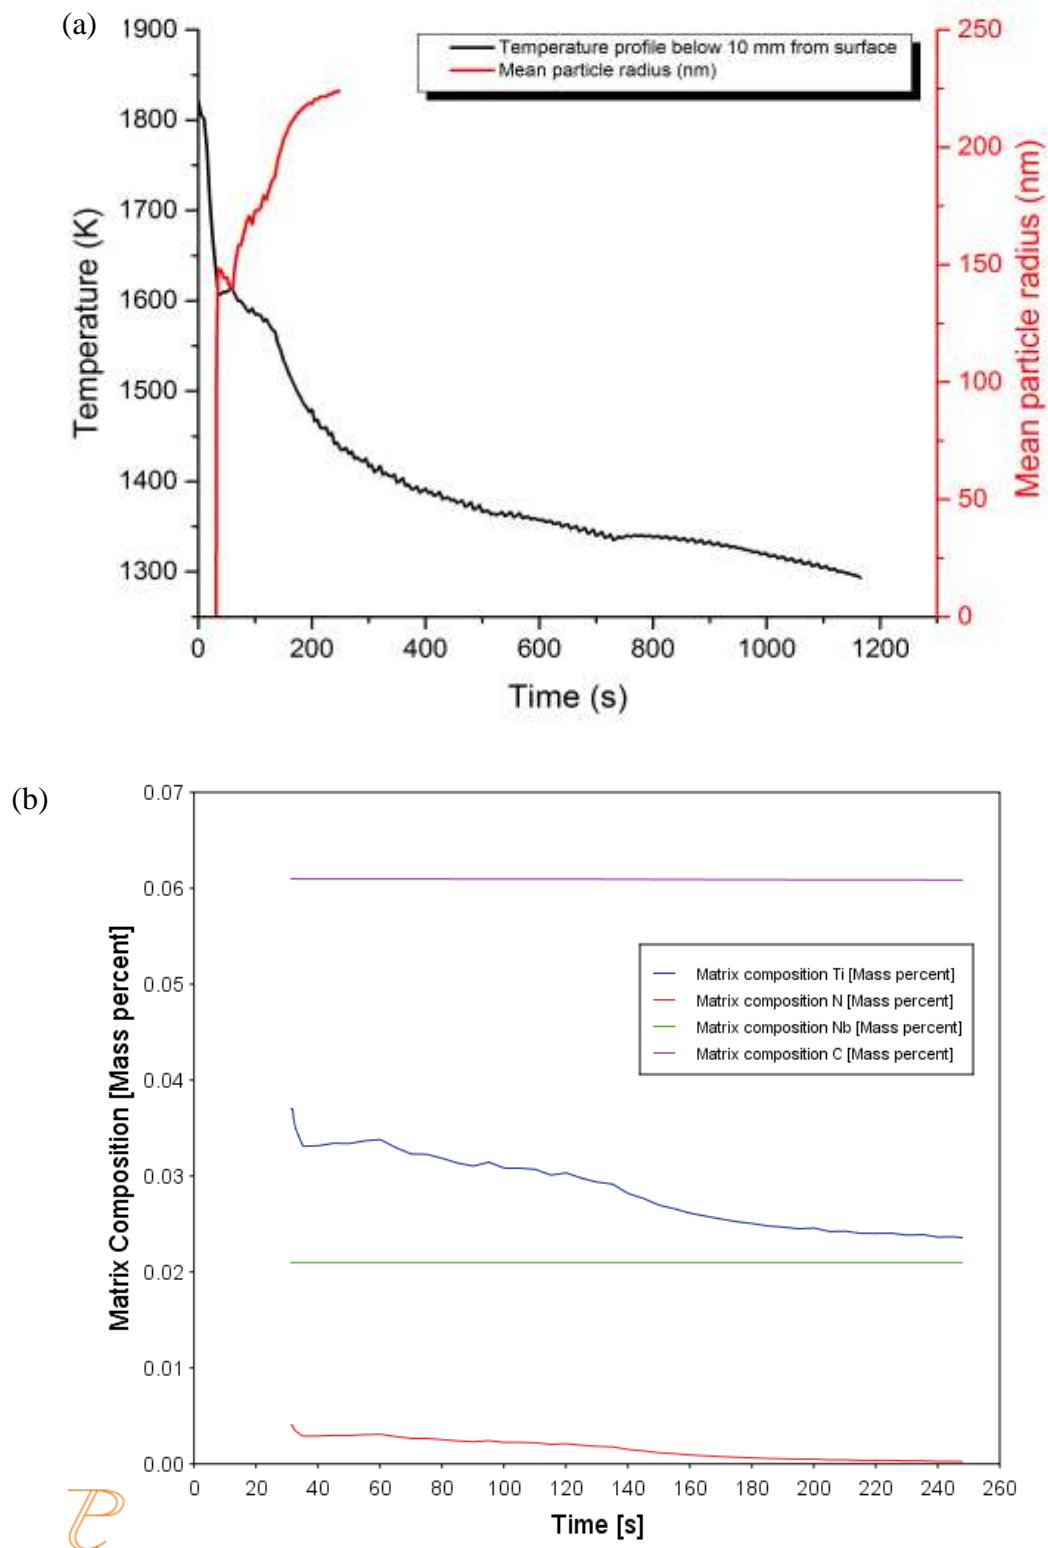 (a)
1900
1800
1700
1600
1500
1400
1300
Temperature (K)
Temperature profile below 10 mm from surface
Mean particle radius (nm)
250
200
150
100
50
0
Mean particle radius (nm)
0 200 400 600 800 1000 1200
Time (s)
(b)
0.07
0.06
0.05
0.04
0.03
0.02
0.01
0.00
Matrix Composition [Mass percent]
Matrix composition Ti [Mass percent]
Matrix composition N [Mass percent]
Matrix composition Nb [Mass percent]
Matrix composition C [Mass percent]
0 20 40 60 80 100 120 140 160 180 200 220 240 260
Time [s]